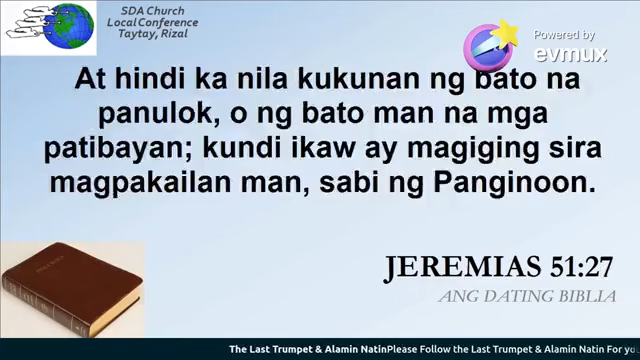 SDA Church
Local Conference
Taytay, Rizal
Powered by
evmux
At hindi ka nila kukunan ng bato na
panulok, o ng bato man na mga
patibayan; kundi ikaw ay magiging sira
magpakailan man, sabi ng Panginoon.
JEREMIAS 51:27
ANG DATING BIBLIA
The Last Trumpet & Alamin NatinPlease Follow the Last Trumpet & Alamin Natin For